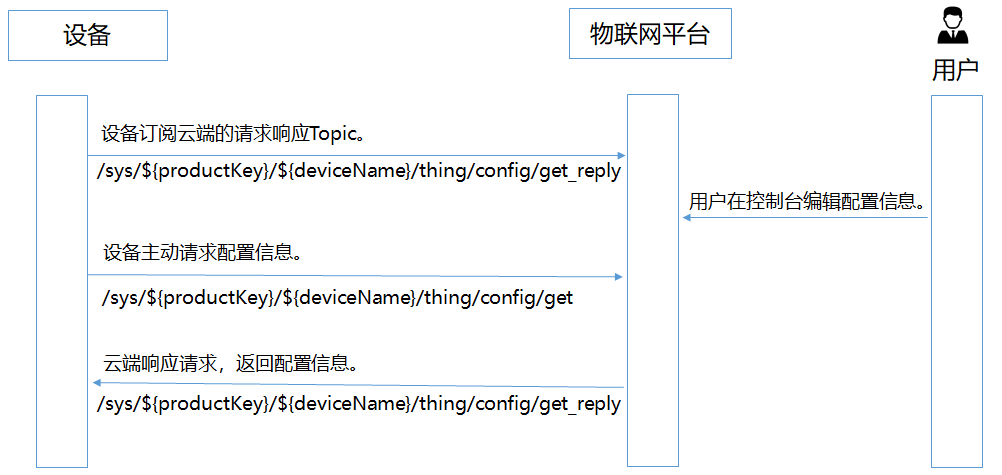 设备
物联网平台
用户
设备订阅云端的请求响应Topic。
/sys/${productKey}/${deviceName}/thing/config/get_reply
用户在控制台编辑配置信息。
设备主动请求配置信息。
/sys/${productKey}/${deviceName}/thing/config/get
云端响应请求，返回配置信息。
/sys/${productKey}/${deviceName}/thing/config/get_reply